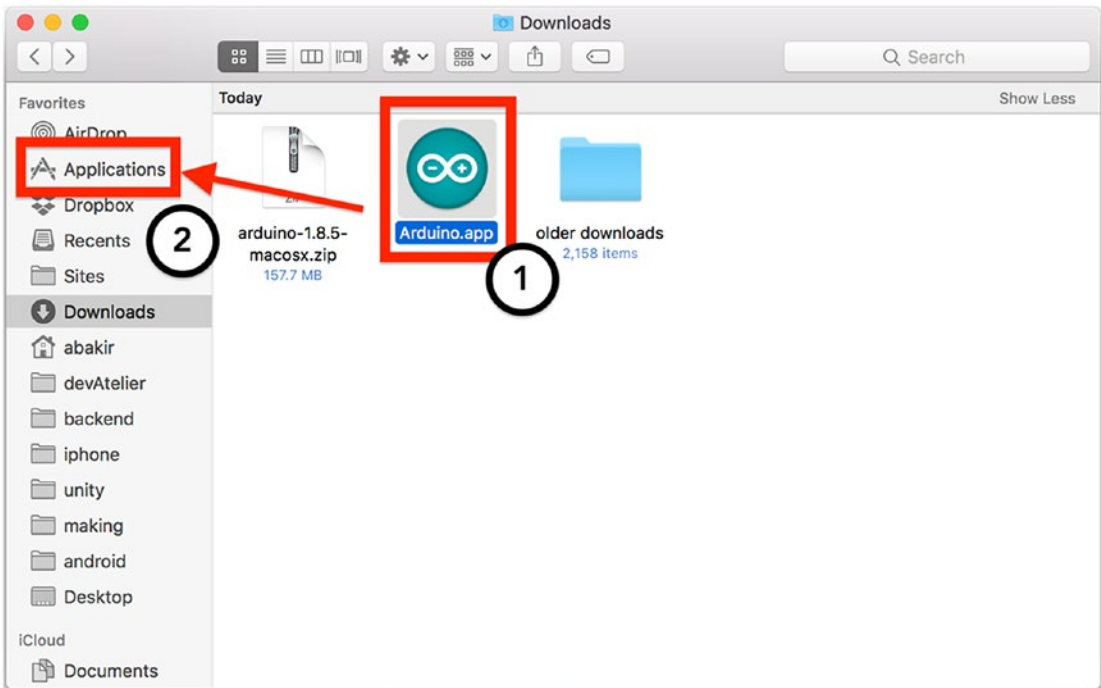 Downloads
Search
Favorites
AirDrop
Applications
Dropbox
Recents
Sites
Downloads
abakir
devAtelier
backend
iphone
unity
making
android
Desktop
iCloud
Documents
Today
Show Less
ZIP
arduino-1.8.5-
macosx.zip
157.7 MB
Arduino.app
older downloads
2,158 items
1
2